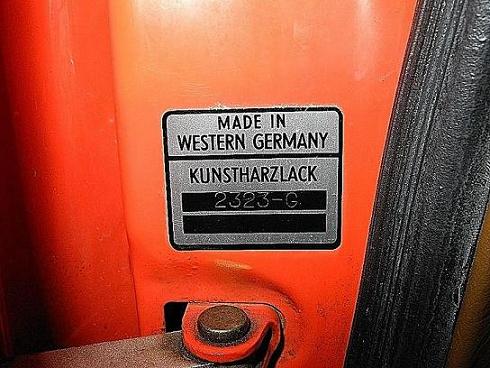 MADE IN
WESTERN GERMANY
KUNSTHARZLACK
2323-G